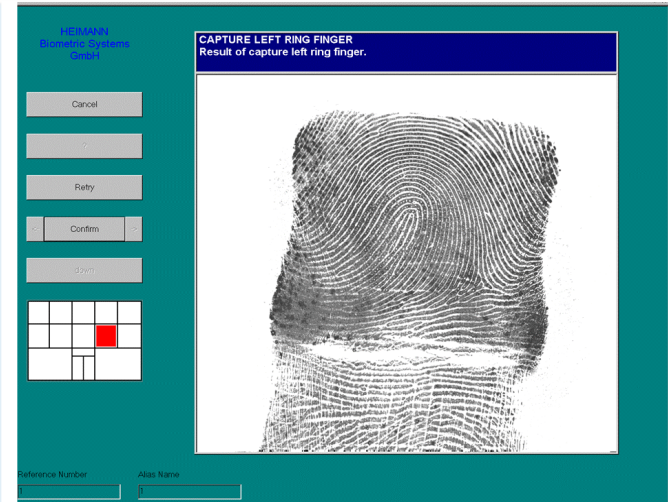 HEIMANN
Biometric Systems
GmbH
CAPTURE LEFT RING FINGER
Result of capture left ring finger.
Cancel
Retry
< Confirm >
down
Reference Number
Alias Name
1
1